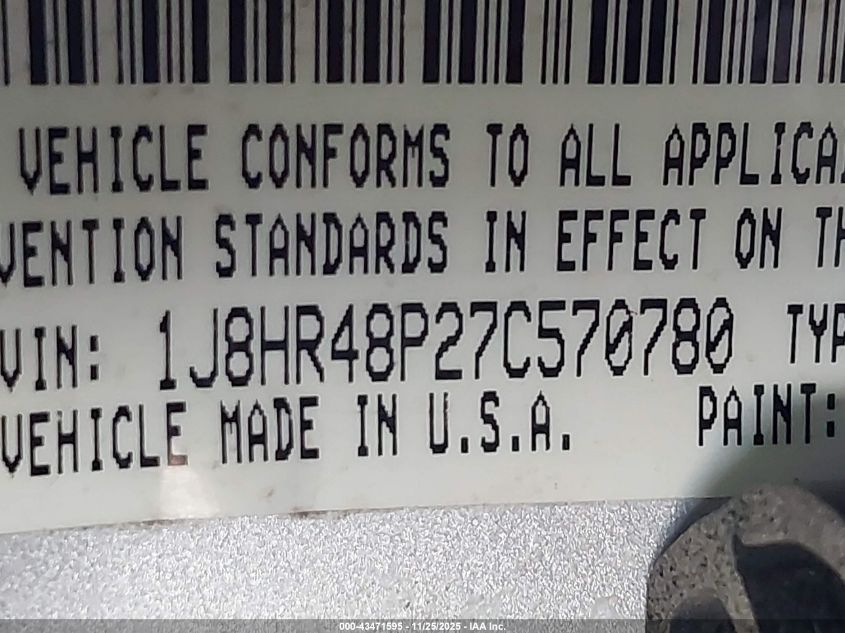 VEHICLE CONFORMS TO ALL APPLICA
VENTION STANDARDS IN EFFECT ON TH
VIN: 1J8HR48P27C570780 TYP
VEHICLE MADE IN U.S.A. PAINT:
000-43471595 - 11/25/2025 - IAA Inc.